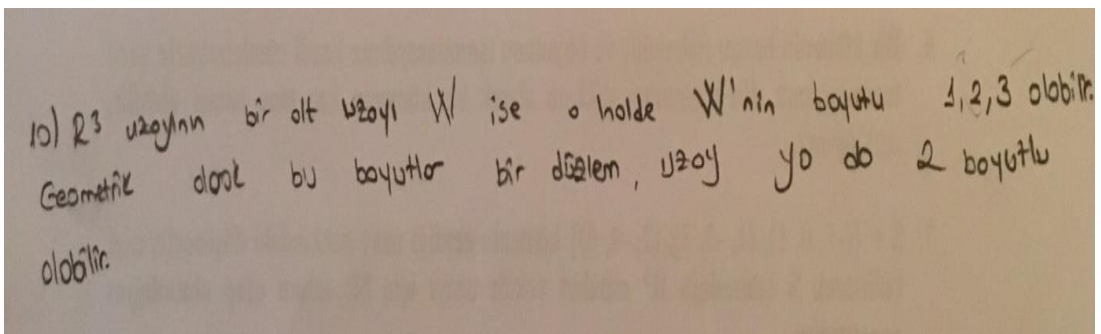 10) R³ uzayının bir alt uzayı W ise o halde W'nin boyutu 1, 2, 3 olabilir.
Geometrik olarak bu boyutlar bir düzlem, uzay ya da 2 boyutlu
olabilir.